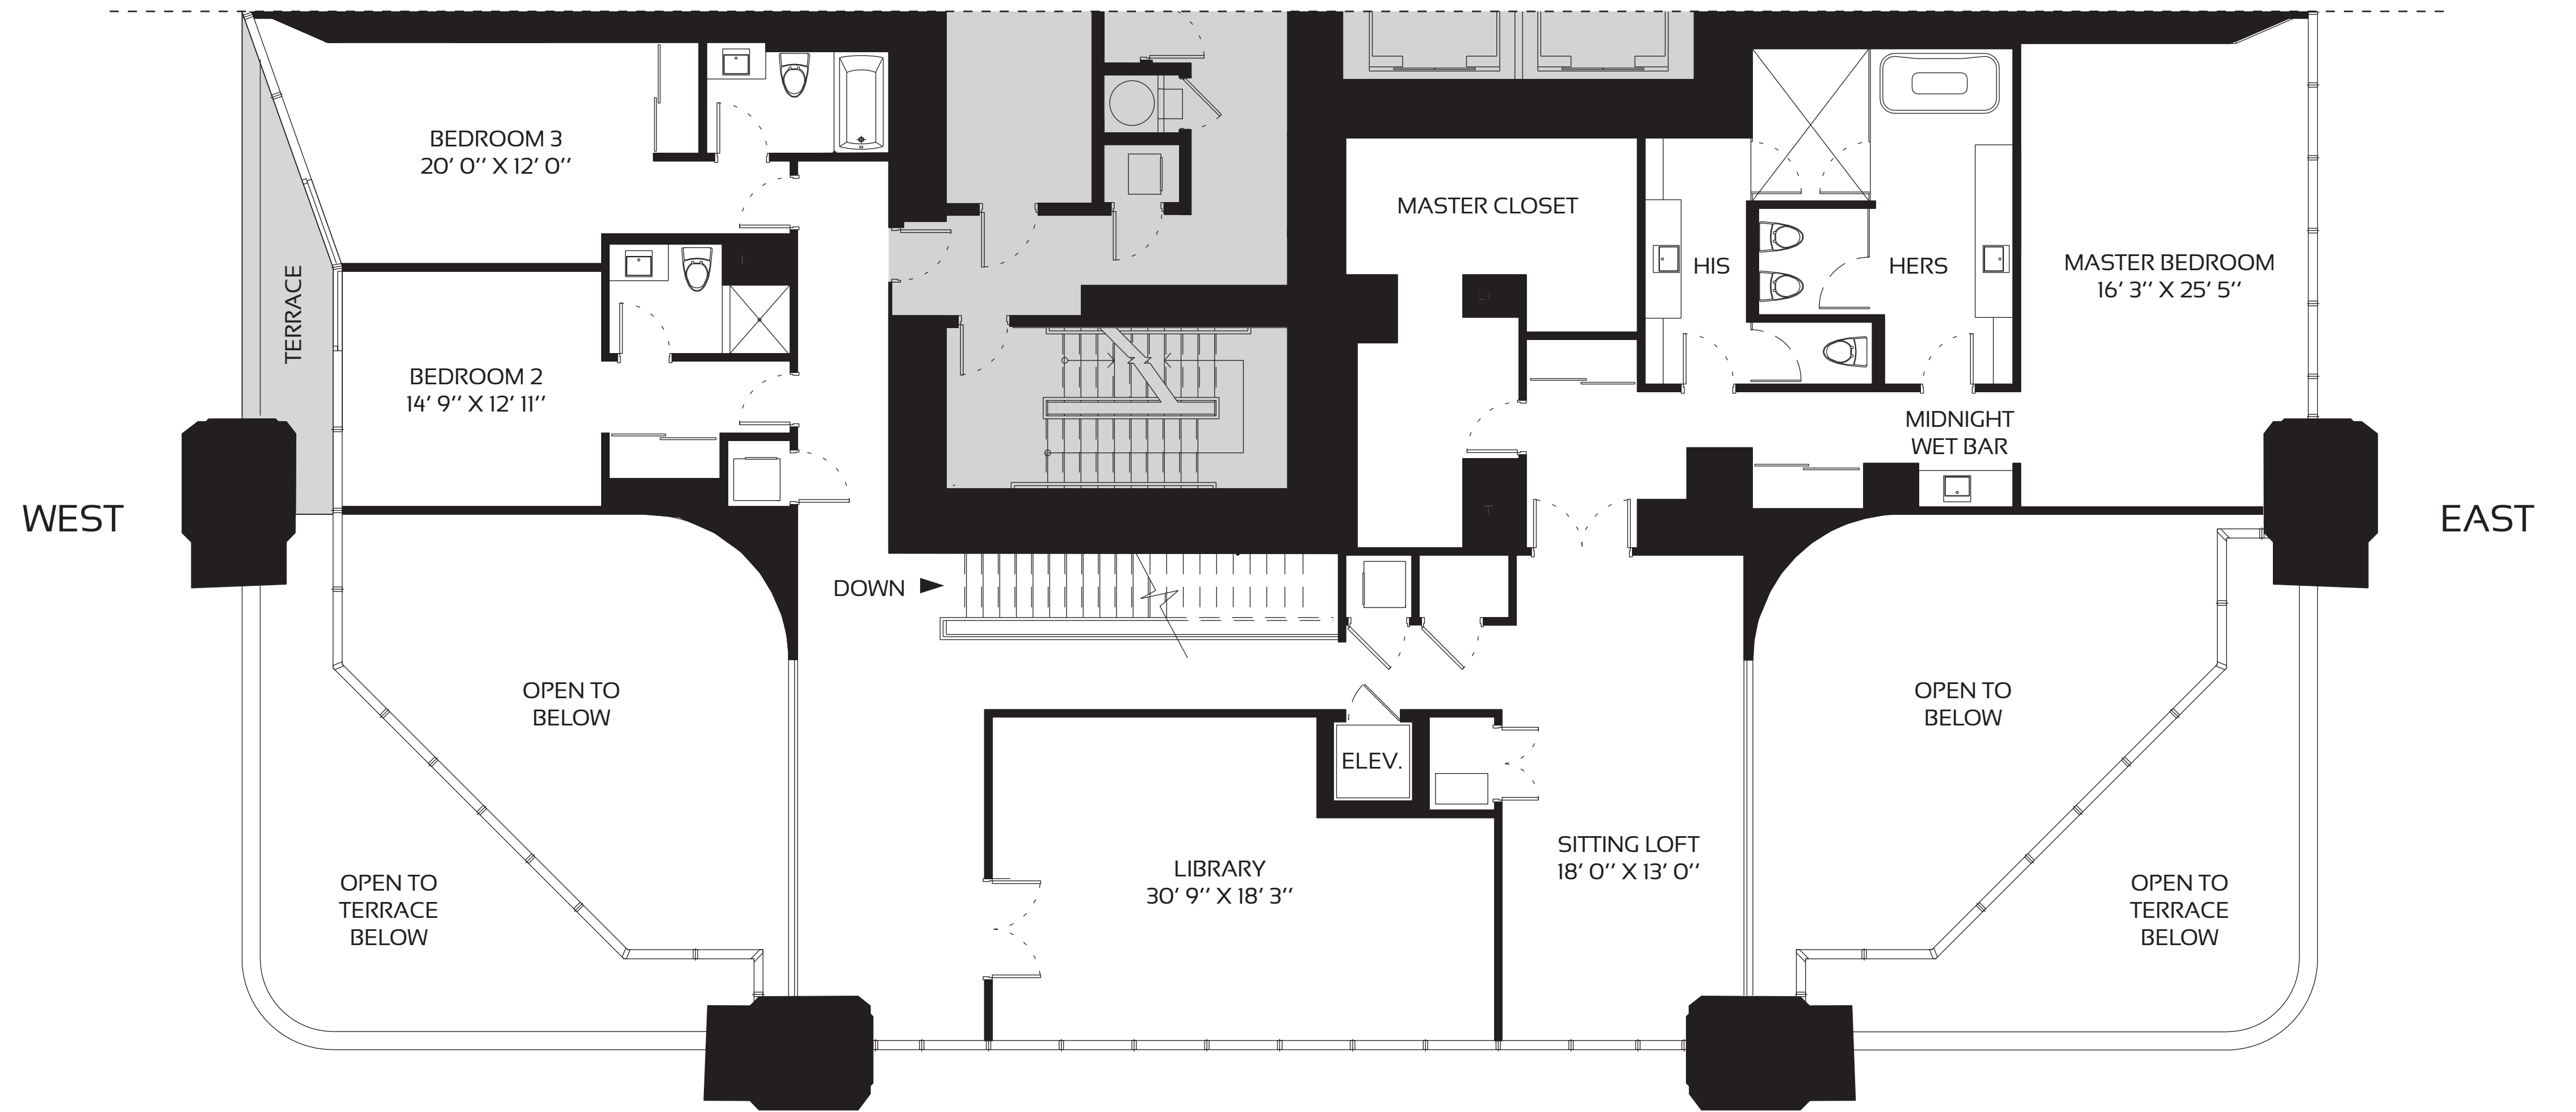 BEDROOM 3
20' 0'' X 12' 0''
TERRACE
BEDROOM 2
14' 9'' X 12' 11''
MASTER CLOSET
HIS
HERS
MASTER BEDROOM
16' 3'' X 25' 5''
MIDNIGHT
WET BAR
WEST
EAST
DOWN
OPEN TO
BELOW
OPEN TO
BELOW
ELEV.
SITTING LOFT
18' 0'' X 13' 0''
LIBRARY
30' 9'' X 18' 3''
OPEN TO
TERRACE
BELOW
OPEN TO
TERRACE
BELOW